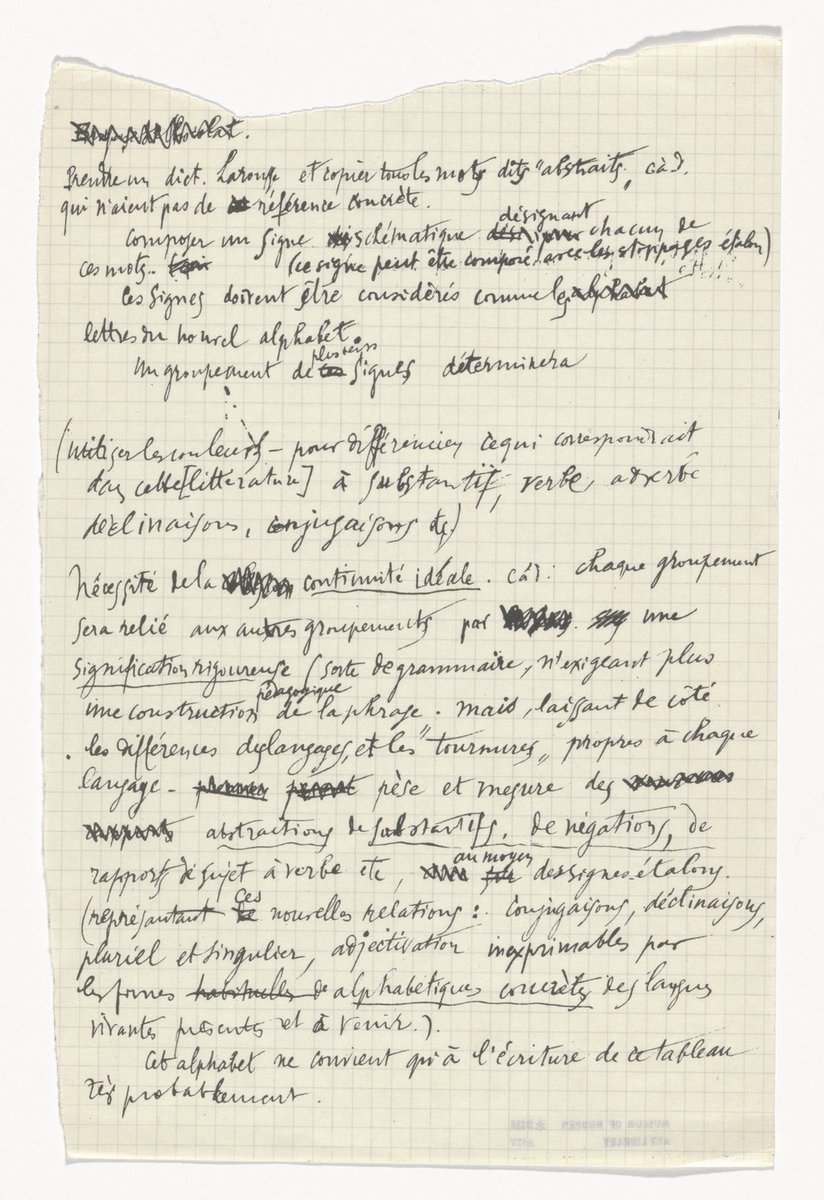 Prendre un dict. Larousse et copier tous les mots dits "abstraits", càd.
qui n'aient pas de référence concrète.
désignant
Composer un signe schématique chacun de
ces mots. (ce signe peut être composé avec les stoppages étalon)
Ces signes doivent être considérés comme les
lettres du nouvel alphabet.
plusieurs
Un groupement de signes déterminera
(Utiliser les couleurs – pour différencier ce qui correspondrait
dans cette [littérature] à substantif, verbe, adverbe
déclinaisons, conjugaisons etc)
Nécessité de la continuité idéale. càd: chaque groupement
sera relié aux autres groupements par une
signification rigoureuse (sorte de grammaire, n'exigeant plus
pédagogique
une construction de la phrase. mais, laissant de côté
les différences des langages, et les "tournures" propres à chaque
langage – pèse et mesure des
abstractions de substantifs, de négations, de
rapports de sujet à verbe etc,
au moyen
des signes-étalons.
ces
(représentant nouvelles relations: conjugaisons, déclinaisons,
pluriel et singulier, adjectivation inexprimables par
les formes habituelles de alphabétiques concrètes des langues
vivantes présentes et à venir.).
Cet alphabet ne convient qu'à l'écriture de ce tableau
très probablement.
MUSEUM OF MODERN
ART LIBRARY